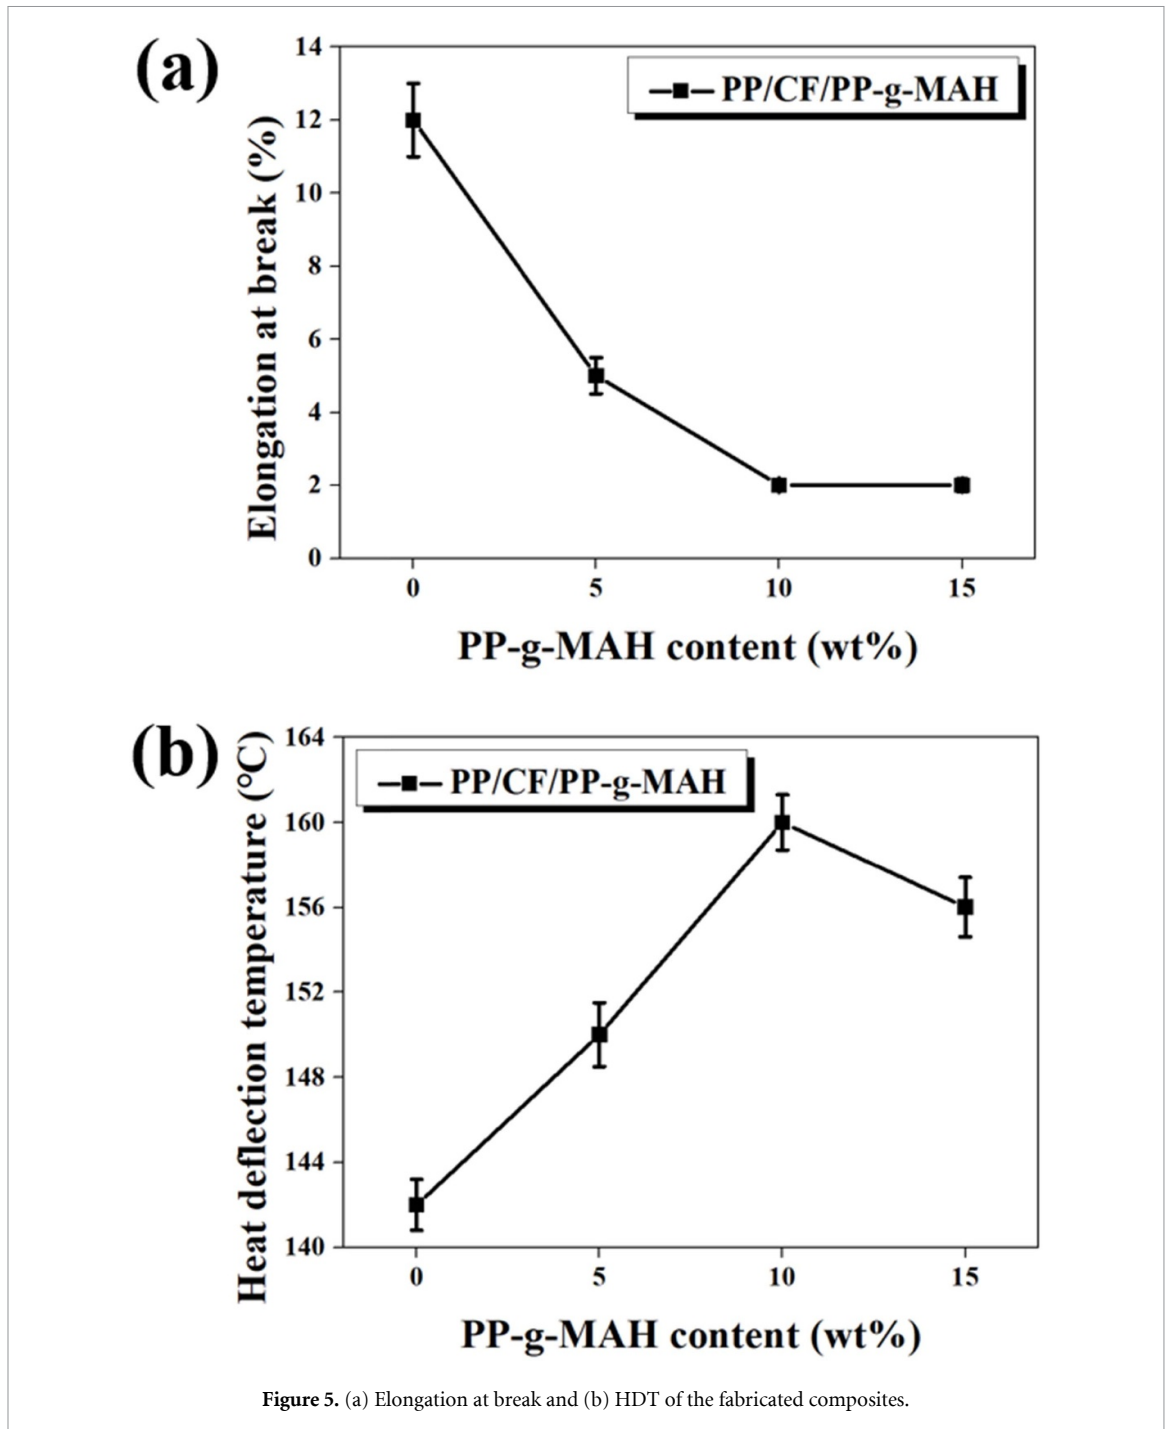 (a)
14
12
10
8
6
4
2
0
Elongation at break (%)
PP/CF/PP-g-MAH
0 5 10 15
PP-g-MAH content (wt%)
(b)
164
160
156
152
148
144
140
Heat deflection temperature (°C)
PP/CF/PP-g-MAH
0 5 10 15
PP-g-MAH content (wt%)
Figure 5. (a) Elongation at break and (b) HDT of the fabricated composites.